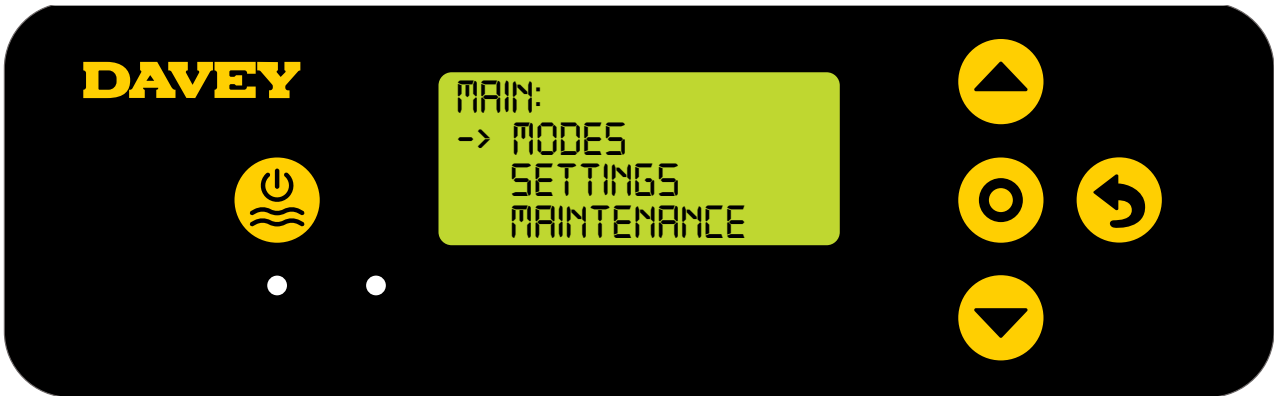 DAVEY
MAIN:
-> MODES
SETTINGS
MAINTENANCE